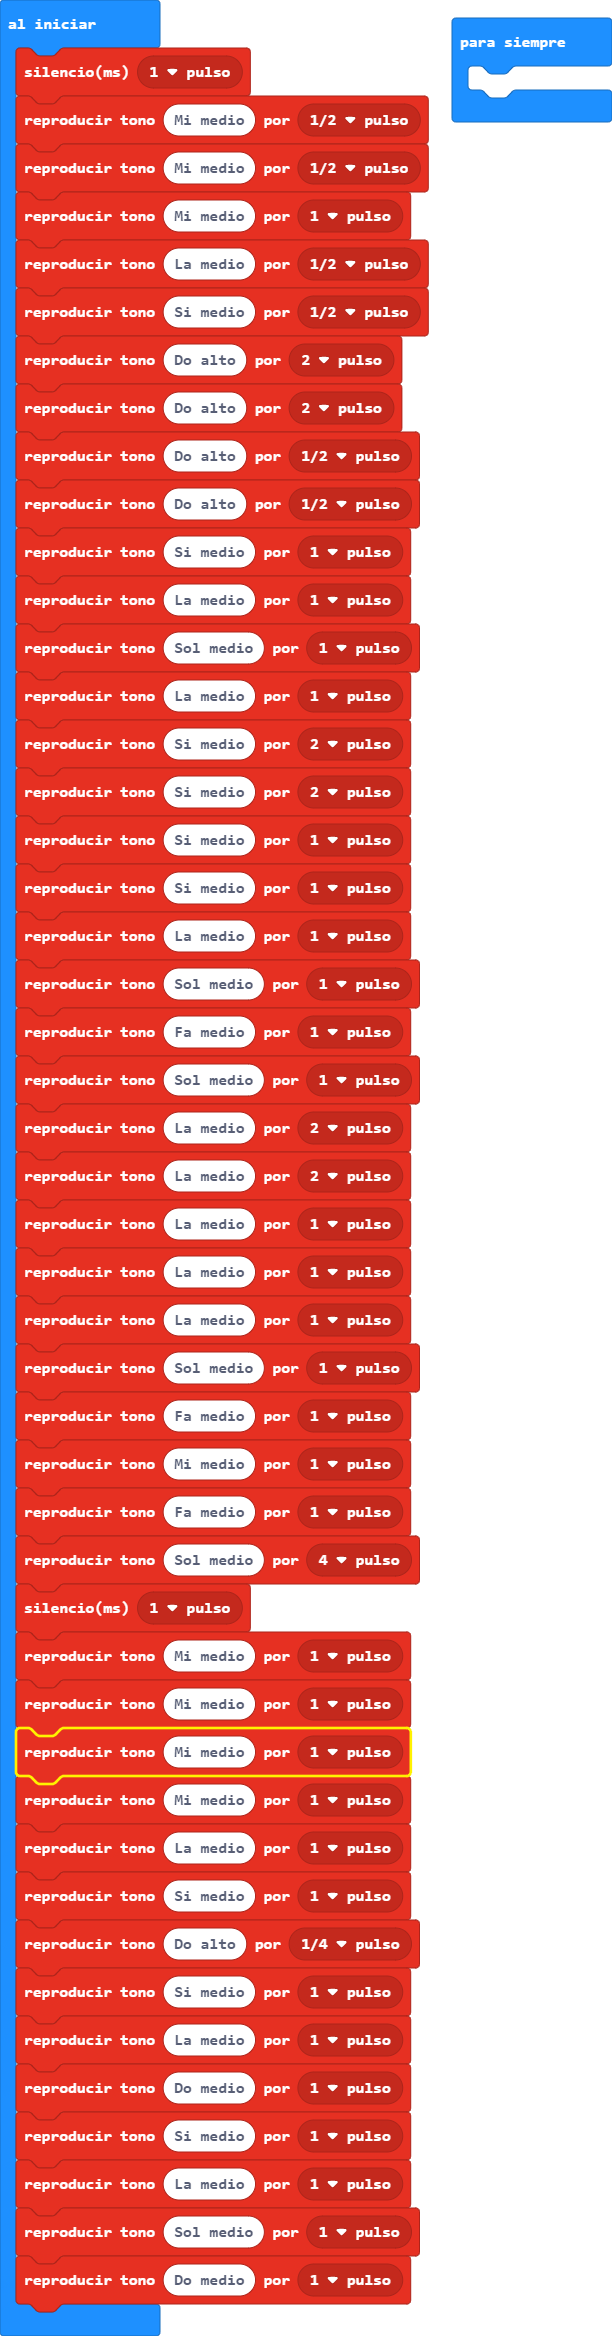 al iniciar
para siempre
silencio(ms) 1 pulso
reproducir tono Mi medio por 1/2 pulso
reproducir tono Mi medio por 1/2 pulso
reproducir tono Mi medio por 1 pulso
reproducir tono La medio por 1/2 pulso
reproducir tono Si medio por 1/2 pulso
reproducir tono Do alto por 2 pulso
reproducir tono Do alto por 2 pulso
reproducir tono Do alto por 1/2 pulso
reproducir tono Do alto por 1/2 pulso
reproducir tono Si medio por 1 pulso
reproducir tono La medio por 1 pulso
reproducir tono Sol medio por 1 pulso
reproducir tono La medio por 1 pulso
reproducir tono Si medio por 2 pulso
reproducir tono Si medio por 2 pulso
reproducir tono Si medio por 1 pulso
reproducir tono Si medio por 1 pulso
reproducir tono La medio por 1 pulso
reproducir tono Sol medio por 1 pulso
reproducir tono Fa medio por 1 pulso
reproducir tono Sol medio por 1 pulso
reproducir tono La medio por 2 pulso
reproducir tono La medio por 2 pulso
reproducir tono La medio por 1 pulso
reproducir tono La medio por 1 pulso
reproducir tono La medio por 1 pulso
reproducir tono Sol medio por 1 pulso
reproducir tono Fa medio por 1 pulso
reproducir tono Mi medio por 1 pulso
reproducir tono Fa medio por 1 pulso
reproducir tono Sol medio por 4 pulso
silencio(ms) 1 pulso
reproducir tono Mi medio por 1 pulso
reproducir tono Mi medio por 1 pulso
reproducir tono Mi medio por 1 pulso
reproducir tono Mi medio por 1 pulso
reproducir tono La medio por 1 pulso
reproducir tono Si medio por 1 pulso
reproducir tono Do alto por 1/4 pulso
reproducir tono Si medio por 1 pulso
reproducir tono La medio por 1 pulso
reproducir tono Do medio por 1 pulso
reproducir tono Si medio por 1 pulso
reproducir tono La medio por 1 pulso
reproducir tono Sol medio por 1 pulso
reproducir tono Do medio por 1 pulso